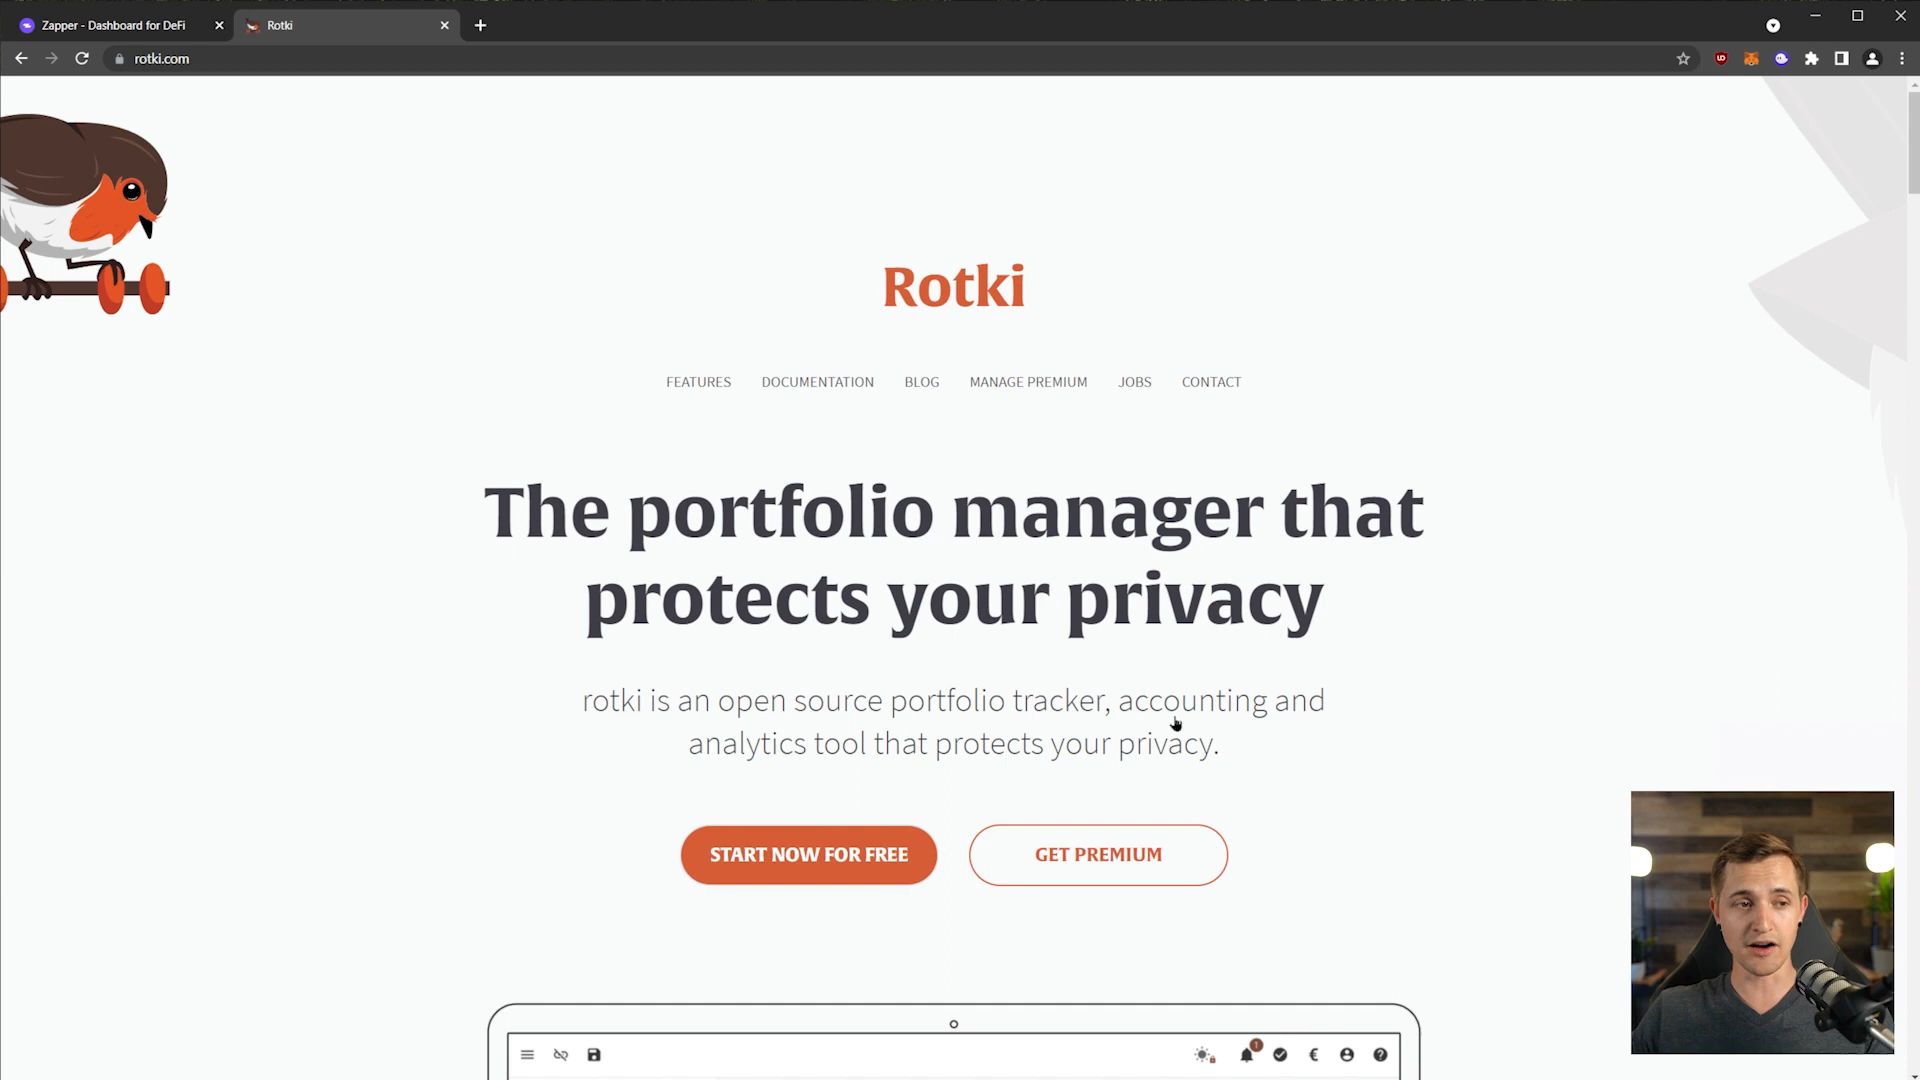 Zapper - Dashboard for DeFi
Rotki
rotki.com
Rotki
FEATURES
DOCUMENTATION
BLOG
MANAGE PREMIUM
JOBS
CONTACT
The portfolio manager that
protects your privacy
rotki is an open source portfolio tracker, accounting and
analytics tool that protects your privacy.
START NOW FOR FREE
GET PREMIUM
1
€